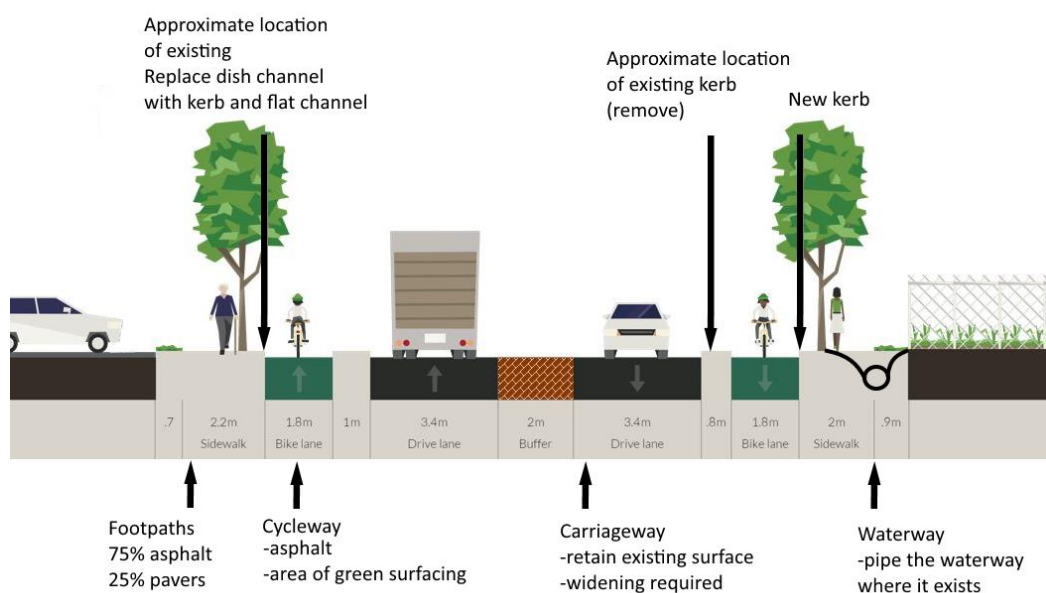 Approximate location
of existing
Replace dish channel
with kerb and flat channel
Approximate location
of existing kerb
(remove)
New kerb
.7
2.2m
Sidewalk
1.8m
Bike lane
1m
3.4m
Drive lane
2m
Buffer
3.4m
Drive lane
.8m
1.8m
Bike lane
2m
Sidewalk
.9m
Footpaths
75% asphalt
25% pavers
Cycleway
-asphalt
-area of green surfacing
Carriageway
-retain existing surface
-widening required
Waterway
-pipe the waterway
where it exists